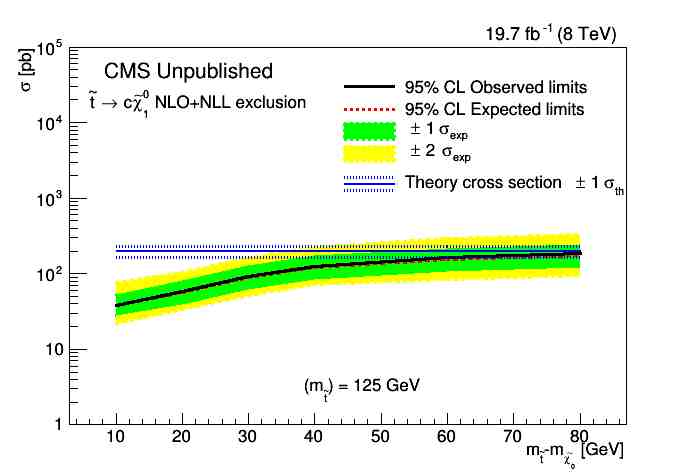 19.7 fb⁻¹ (8 TeV)
σ [pb]
CMS Unpublished
t̃ → cχ̃⁰₁ NLO+NLL exclusion
95% CL Observed limits
95% CL Expected limits
± 1 σexp
± 2 σexp
Theory cross section ± 1 σth
10⁵
10⁴
10³
10²
10
1
(mt̃) = 125 GeV
10 20 30 40 50 60 70 80
mt̃-mχ̃₀ [GeV]